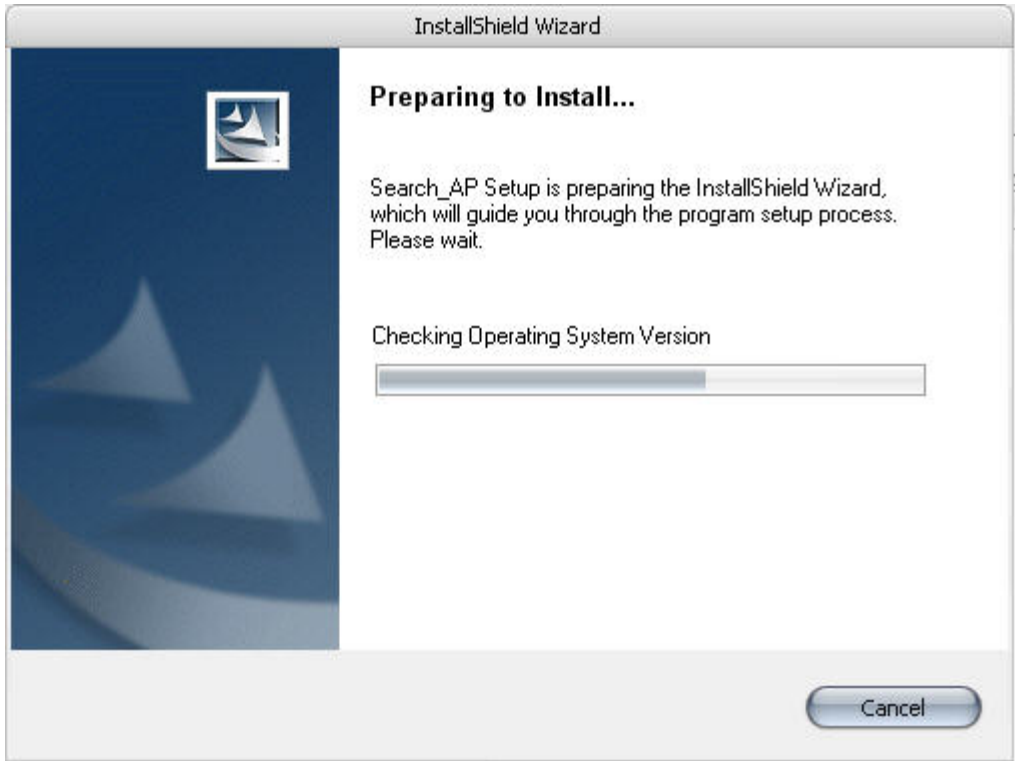 InstallShield Wizard
Preparing to Install...
Search_AP Setup is preparing the InstallShield Wizard,
which will guide you through the program setup process.
Please wait.
Checking Operating System Version
Cancel